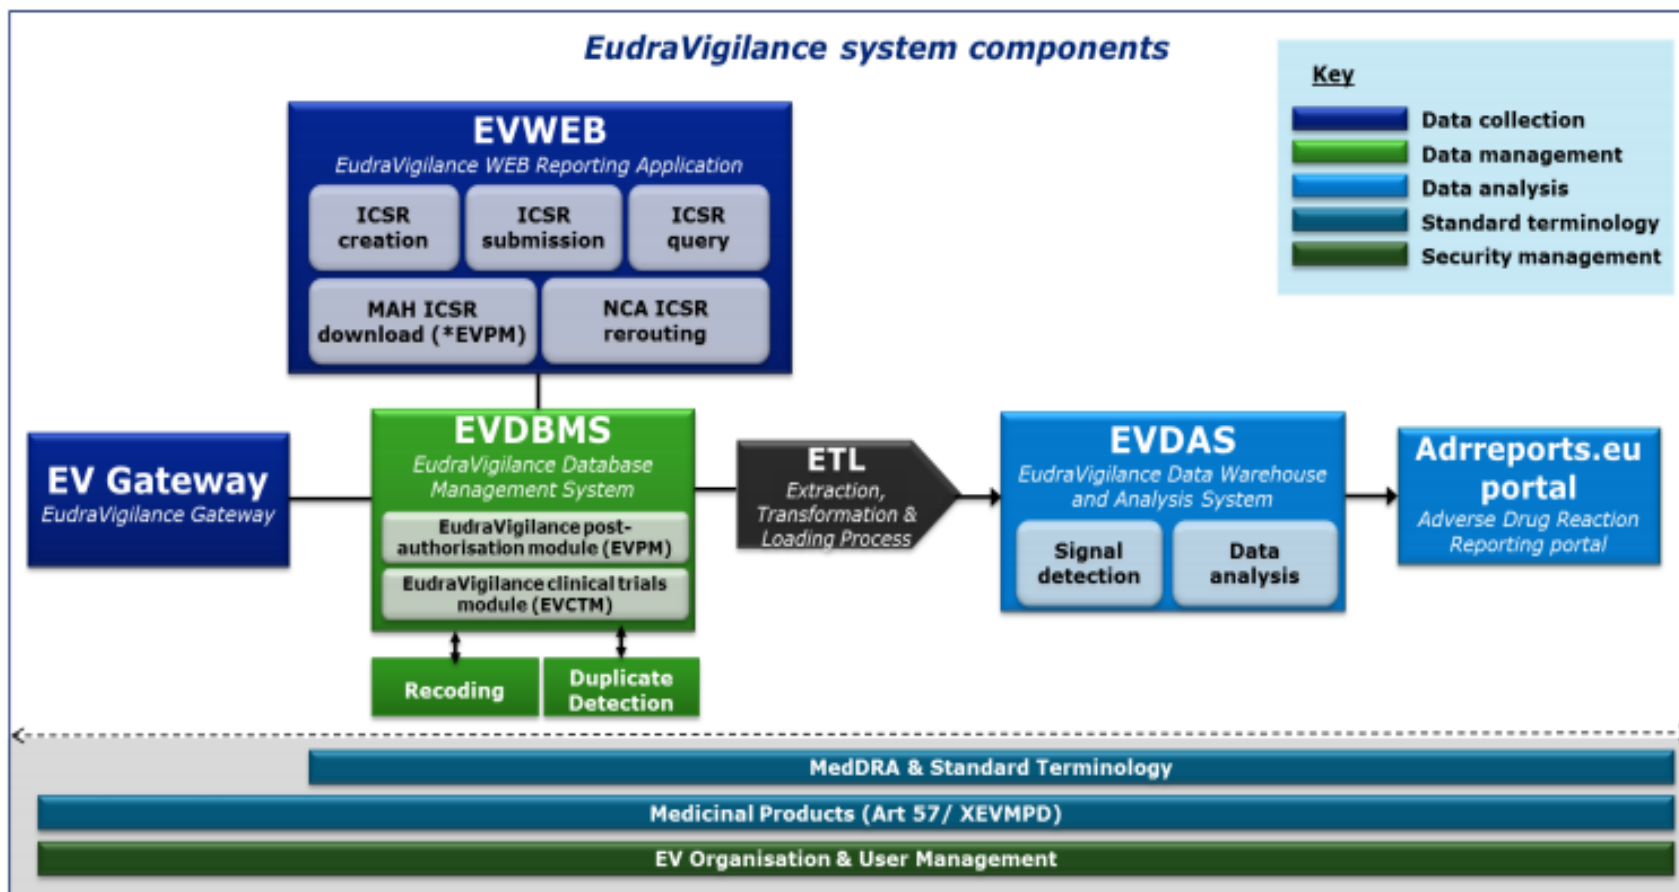 EudraVigilance system components
Key
Data collection
Data management
Data analysis
Standard terminology
Security management
EVWEB
EudraVigilance WEB Reporting Application
ICSR
creation
ICSR
submission
ICSR
query
MAH ICSR
download (*EVPM)
NCA ICSR
rerouting
EV Gateway
EudraVigilance Gateway
EVDBMS
EudraVigilance Database
Management System
EudraVigilance post-
authorisation module (EVPM)
EudraVigilance clinical trials
module (EVCTM)
Recoding
Duplicate
Detection
ETL
Extraction,
Transformation &
Loading Process
EVDAS
EudraVigilance Data Warehouse
and Analysis System
Signal
detection
Data
analysis
Adrreports.eu
portal
Adverse Drug Reaction
Reporting portal
MedDRA & Standard Terminology
Medicinal Products (Art 57/ XEVMPD)
EV Organisation & User Management